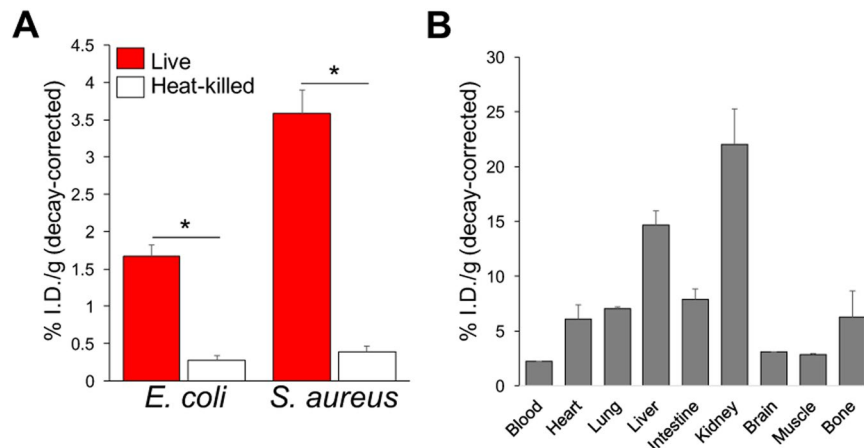 A
% I.D./g (decay-corrected)
4.5
4
3.5
3
2.5
2
1.5
1
0.5
0
Live
Heat-killed
*
*
E. coli
S. aureus
B
% I.D./g (decay-corrected)
30
25
20
15
10
5
0
Blood
Heart
Lung
Liver
Intestine
Kidney
Brain
Muscle
Bone